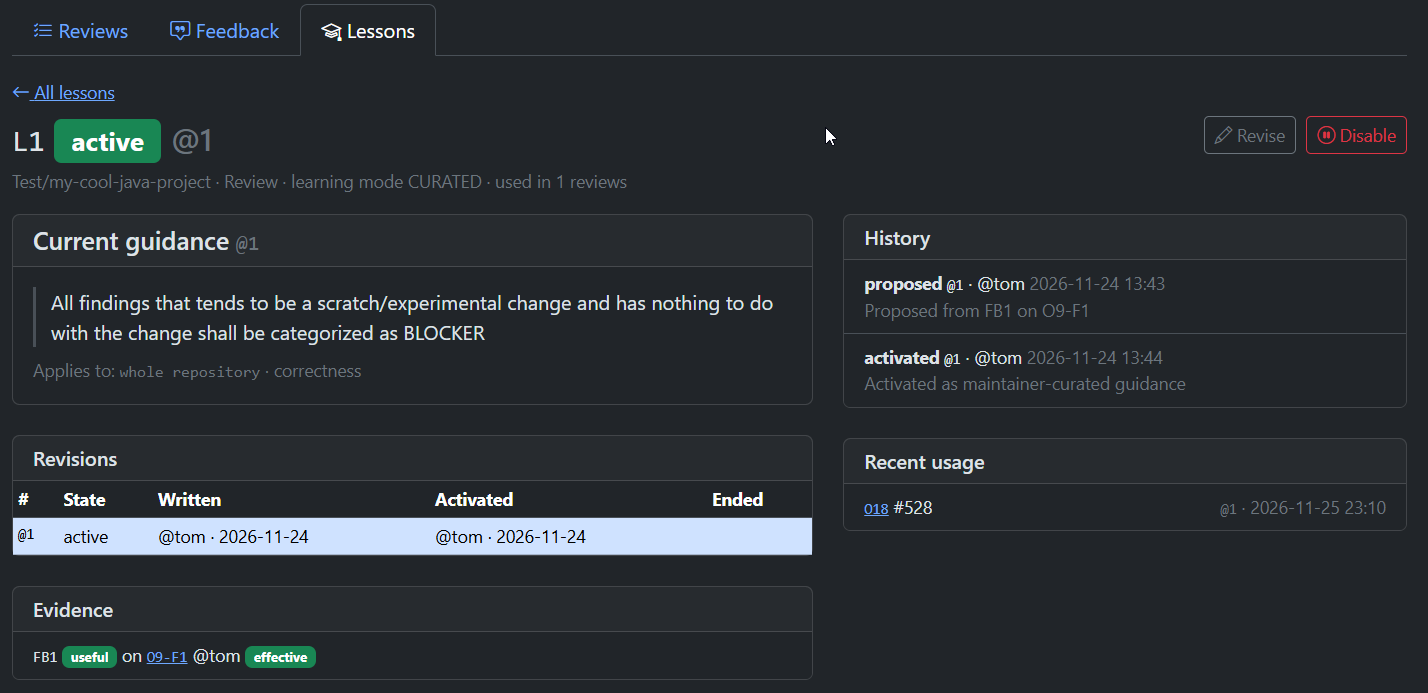 Reviews Feedback Lessons
← All lessons
L1 active @1
Revise Disable
Test/my-cool-java-project · Review · learning mode CURATED · used in 1 reviews
Current guidance @1
All findings that tends to be a scratch/experimental change and has nothing to do
with the change shall be categorized as BLOCKER
Applies to: whole repository · correctness
Revisions
# State Written Activated Ended
@1 active @tom · 2026-11-24 @tom · 2026-11-24
Evidence
FB1 useful on O9-F1 @tom effective
History
proposed @1 · @tom 2026-11-24 13:43
Proposed from FB1 on O9-F1
activated @1 · @tom 2026-11-24 13:44
Activated as maintainer-curated guidance
Recent usage
O18 #528 @1 · 2026-11-25 23:10